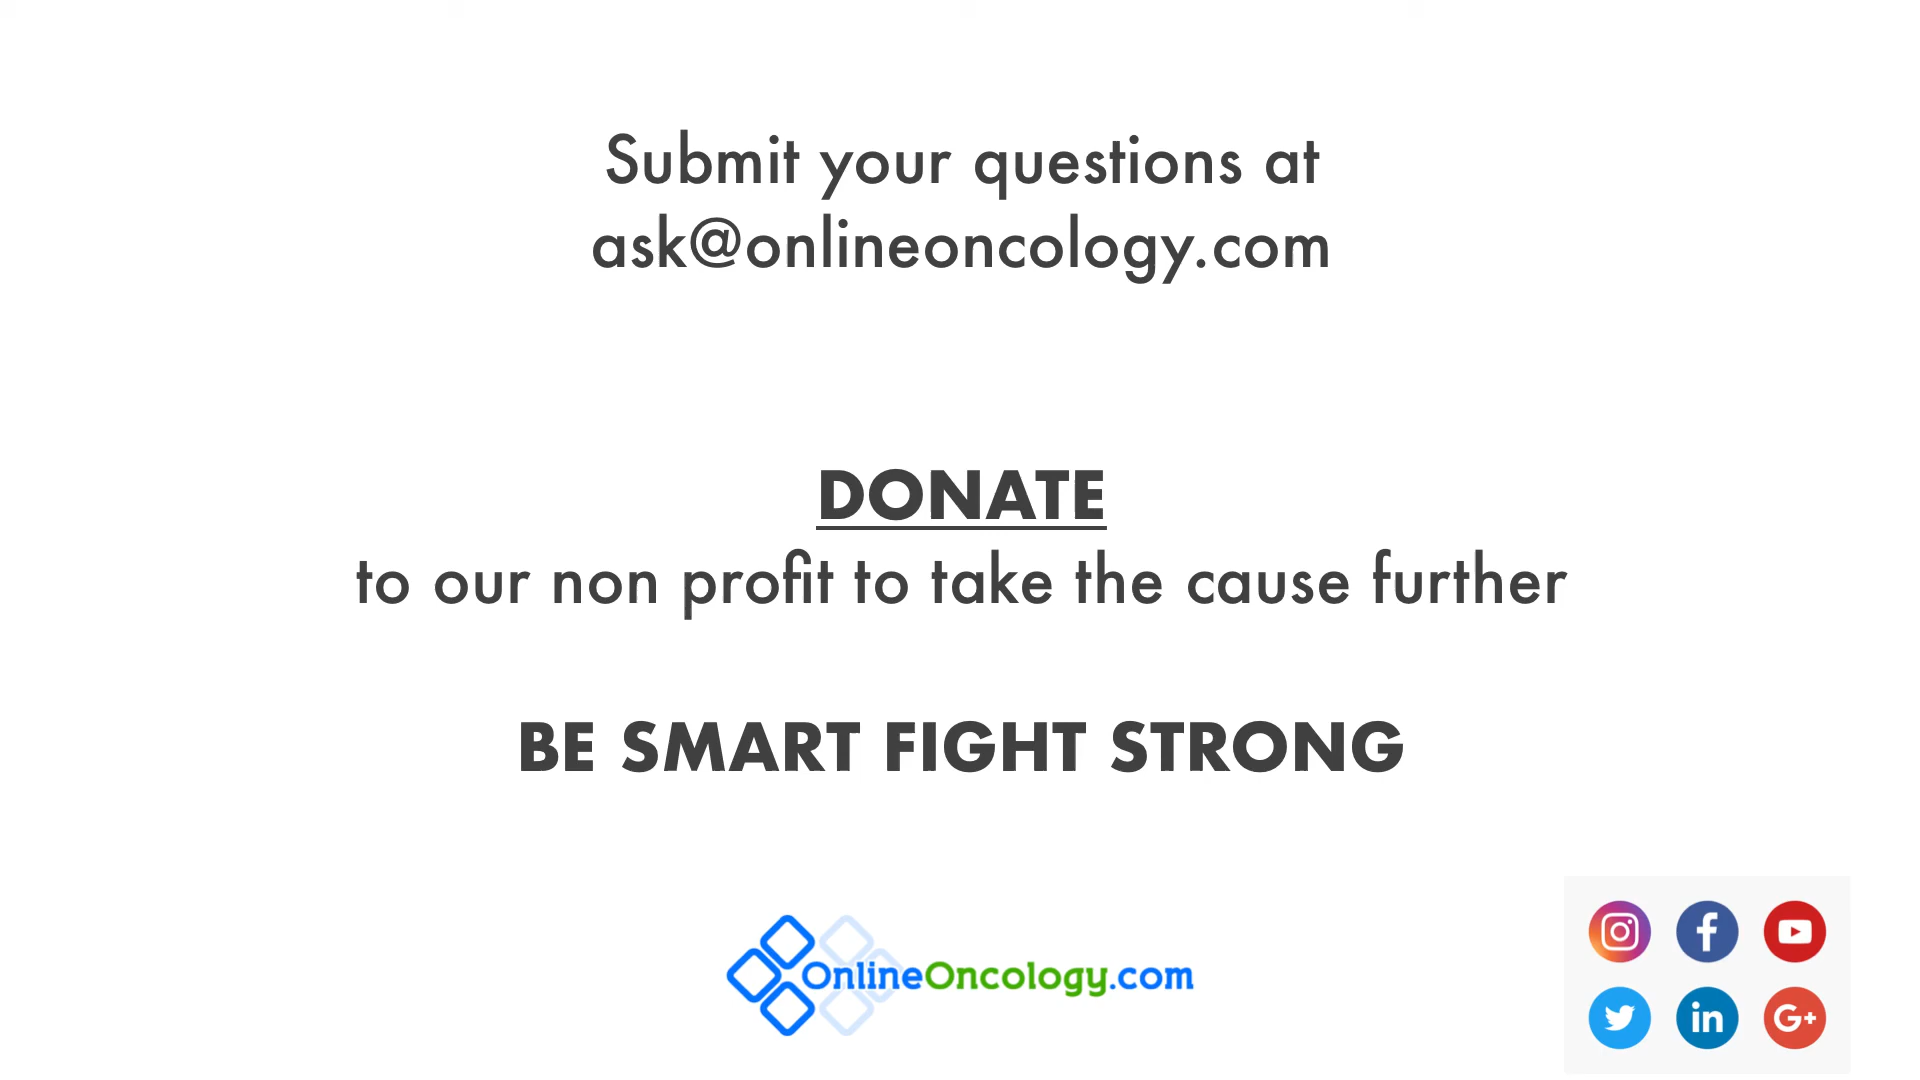 Submit your questions at
ask@onlineoncology.com
DONATE
to our non profit to take the cause further
BE SMART FIGHT STRONG
OnlineOncology.com
f
in
G+